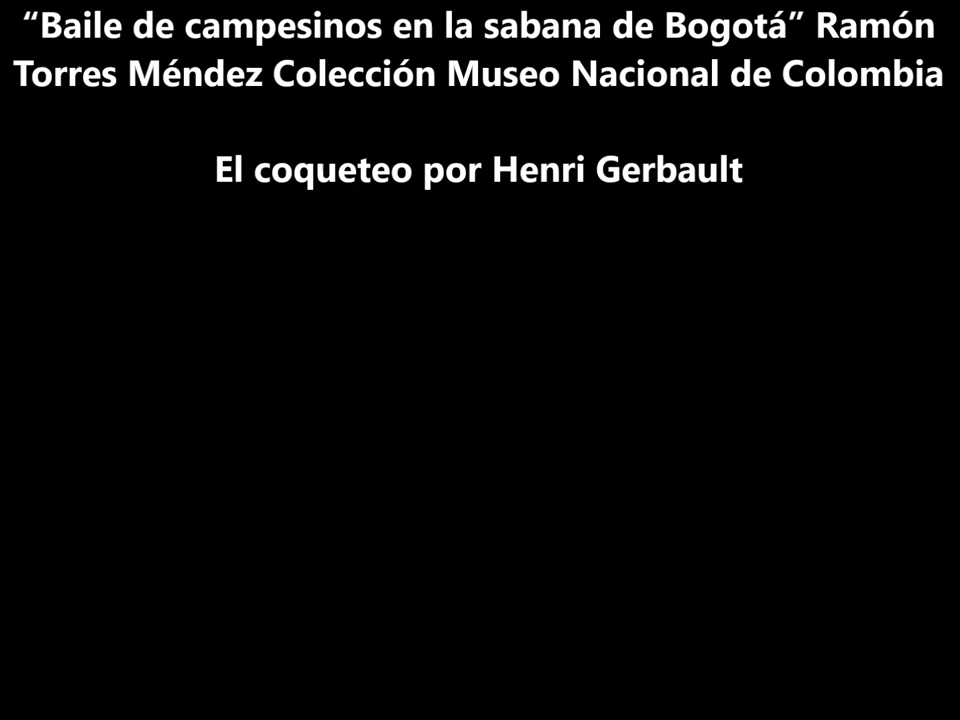 “Baile de campesinos en la sabana de Bogotá” Ramón
Torres Méndez Colección Museo Nacional de Colombia
El coqueteo por Henri Gerbault